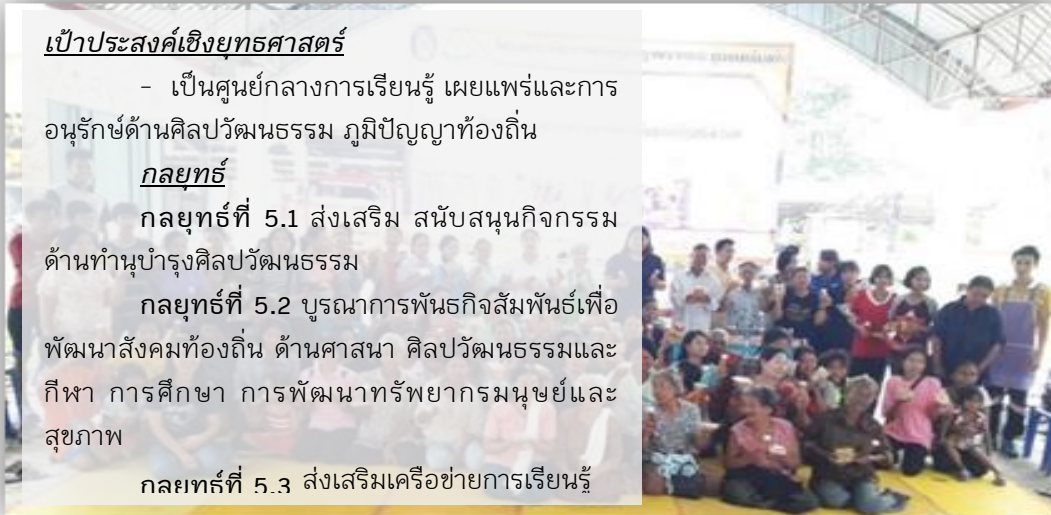 เป้าประสงค์เชิงยุทธศาสตร์
- เป็นศูนย์กลางการเรียนรู้ เผยแพร่และการ
อนุรักษ์ด้านศิลปวัฒนธรรม ภูมิปัญญาท้องถิ่น
กลยุทธ์
กลยุทธ์ที่ 5.1 ส่งเสริม สนับสนุนกิจกรรม
ด้านทำนุบำรุงศิลปวัฒนธรรม
กลยุทธ์ที่ 5.2 บูรณาการพันธกิจสัมพันธ์เพื่อ
พัฒนาสังคมท้องถิ่น ด้านศาสนา ศิลปวัฒนธรรมและ
กีฬา การศึกษา การพัฒนาทรัพยากรมนุษย์และ
สุขภาพ
กลยุทธ์ที่ 5.3 ส่งเสริมเครือข่ายการเรียนรู้